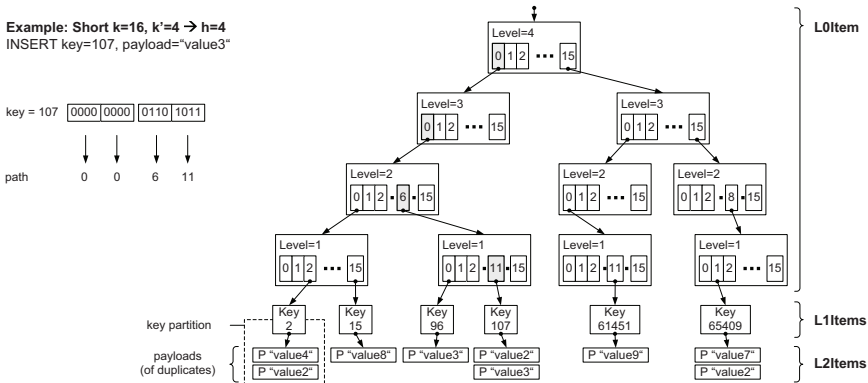 Example: Short k=16, k’=4 → h=4
INSERT key=107, payload=“value3“
key = 107 0000 0000 0110 1011
path 0 0 6 11
Level=4
0 1 2 ··· 15
L0Item
Level=3
0 1 2 ··· 15
Level=3
0 1 2 ··· 15
Level=2
0 1 2 · 6 · 15
Level=2
0 1 2 ··· 15
Level=2
0 1 2 · 8 · 15
Level=1
0 1 2 ··· 15
Level=1
0 1 2 · 11 · 15
Level=1
0 1 2 · 11 · 15
Level=1
0 1 2 ··· 15
key partition
Key 2
Key 15
Key 96
Key 107
Key 61451
Key 65409
L1Items
payloads
(of duplicates)
P “value4“
P “value2“
P “value8“
P “value3“
P “value2“
P “value3“
P “value9“
P “value7“
P “value2“
L2Items